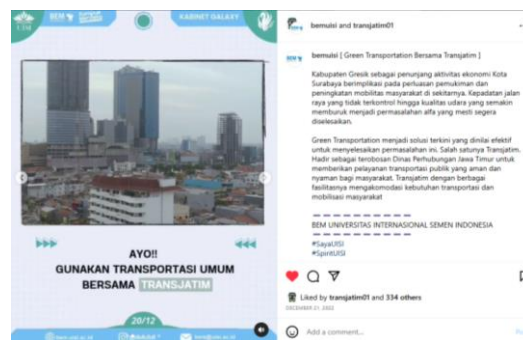 BEM
KABINET GALAXY
AYO!!
GUNAKAN TRANSPORTASI UMUM
BERSAMA TRANSJATIM
20/12
bemuisi and transjatim01
bemuisi [ Green Transportation Bersama Transjatim ]
Kabupaten Gresik sebagai penunjang aktivitas ekonomi Kota
Surabaya berimplikasi pada perluasan pemukiman dan
peningkatan mobilitas masyarakat di sekitarnya. Kepadatan jalan
raya yang tidak terkontrol hingga kualitas udara yang semakin
memburuk menjadi permasalahan alfa yang mesti segera
diselesaikan.
Green Transportation menjadi solusi terkini yang dinilai efektif
untuk menyelesaikan permasalahan ini. Salah satunya Transjatim.
Hadir sebagai terobosan Dinas Perhubungan Jawa Timur untuk
memberikan pelayanan transportasi publik yang aman dan
nyaman bagi masyarakat. Transjatim dengan berbagai
fasilitasnya mengakomodasi kebutuhan transportasi dan
mobilisasi masyarakat
BEM UNIVERSITAS INTERNASIONAL SEMEN INDONESIA
#SayaUISI
#SpiritUISI
Liked by transjatim01 and 334 others
DECEMBER 21, 2022
Add a comment...